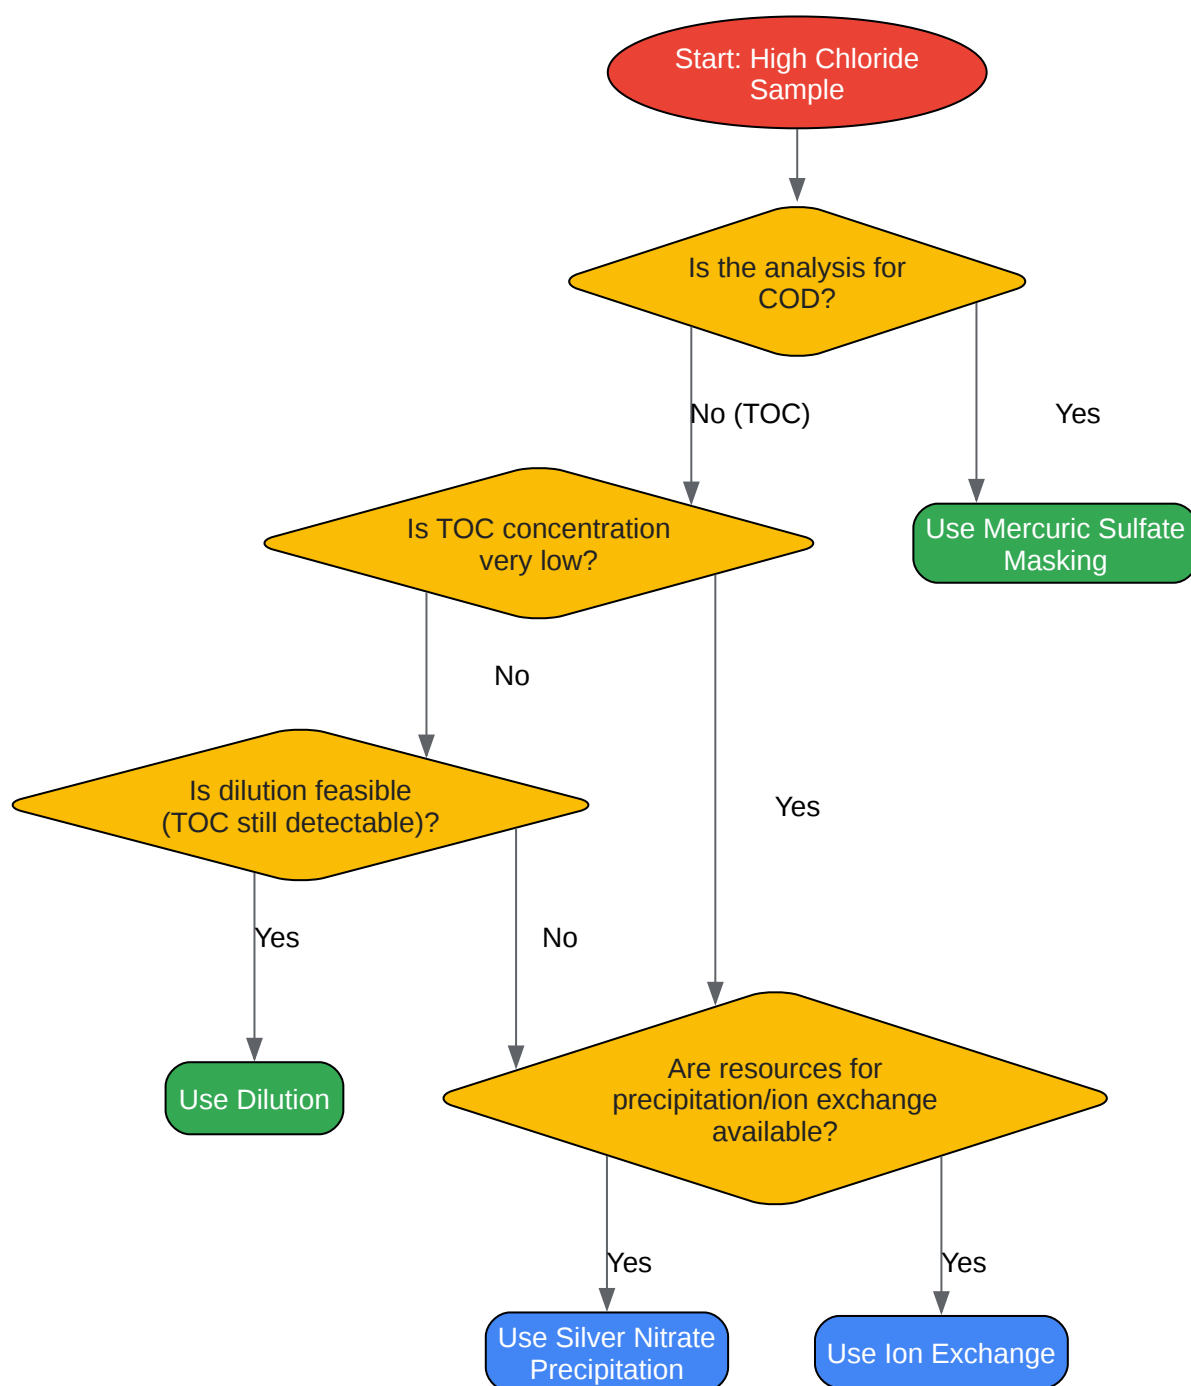 Start: High Chloride
Sample
Is the analysis for
COD?
No (TOC)
Yes
Is TOC concentration
very low?
Use Mercuric Sulfate
Masking
No
Is dilution feasible
(TOC still detectable)?
Yes
Yes
No
Are resources for
precipitation/ion exchange
available?
Use Dilution
Yes
Yes
Use Silver Nitrate
Precipitation
Use Ion Exchange